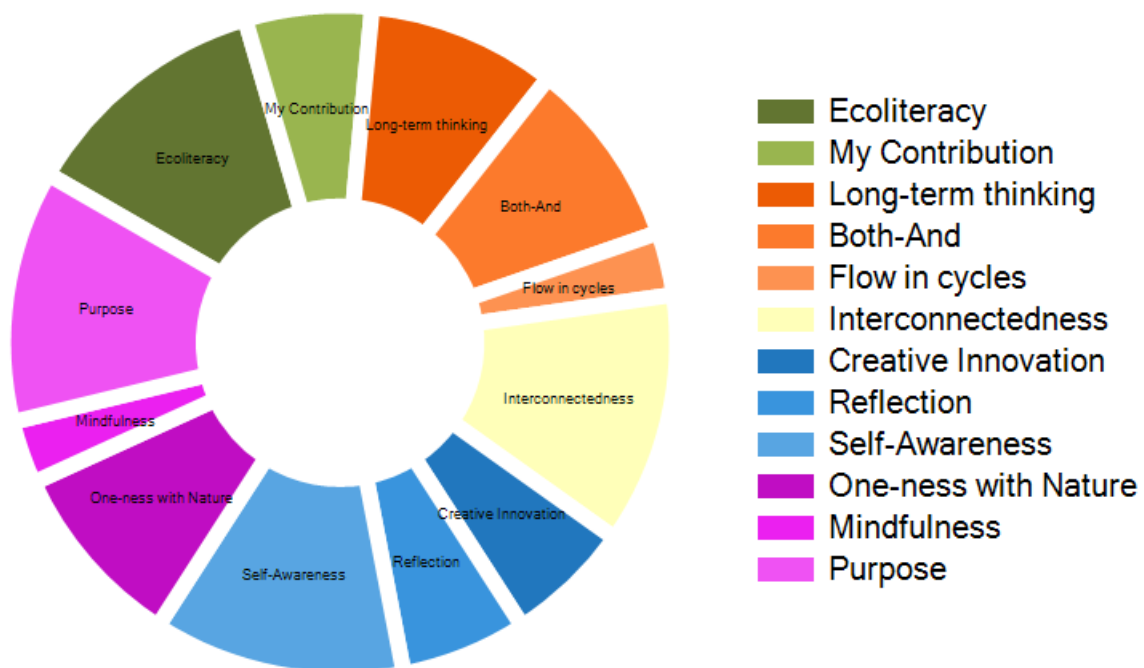 My Contribution
Long-term thinking
Ecoliteracy
Both-And
Flow in cycles
Purpose
Interconnectedness
Mindfulness
One-ness with Nature
Creative Innovation
Reflection
Self-Awareness
Ecoliteracy
My Contribution
Long-term thinking
Both-And
Flow in cycles
Interconnectedness
Creative Innovation
Reflection
Self-Awareness
One-ness with Nature
Mindfulness
Purpose